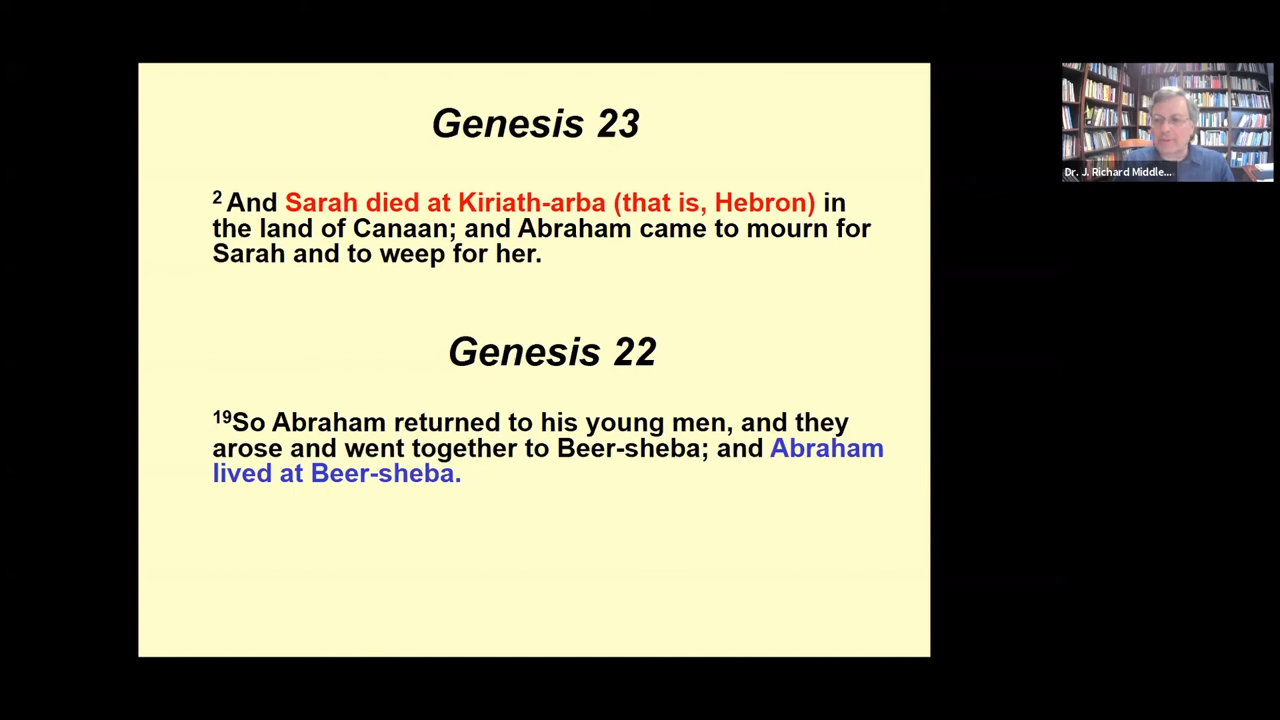 Genesis 23
2 And Sarah died at Kiriath-arba (that is, Hebron) in
the land of Canaan; and Abraham came to mourn for
Sarah and to weep for her.
Genesis 22
19So Abraham returned to his young men, and they
arose and went together to Beer-sheba; and Abraham
lived at Beer-sheba.
Dr. J. Richard Middle...